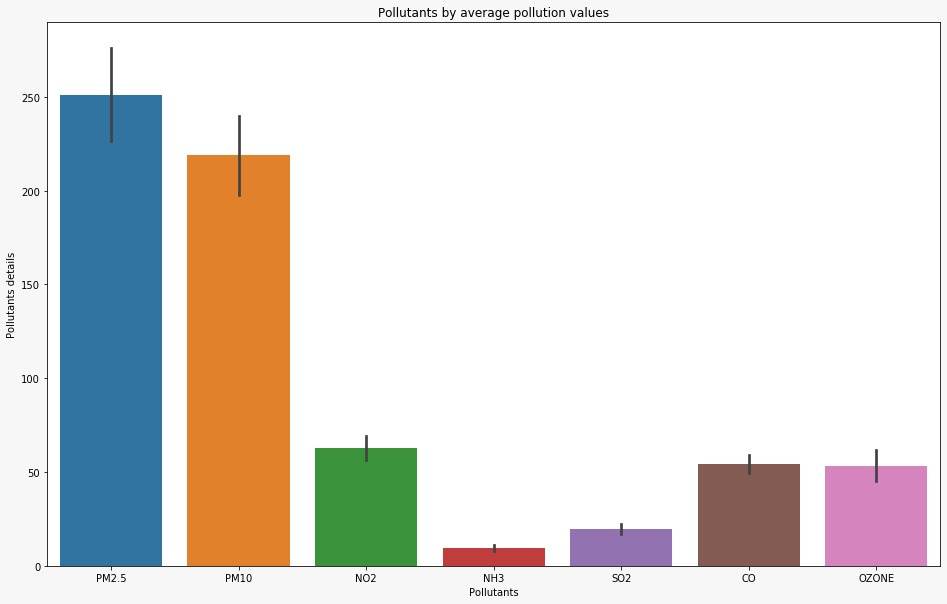 Pollutants by average pollution values
Pollutants details
250
200
150
100
50
0
PM2.5 PM10 NO2 NH3 SO2 CO OZONE
Pollutants